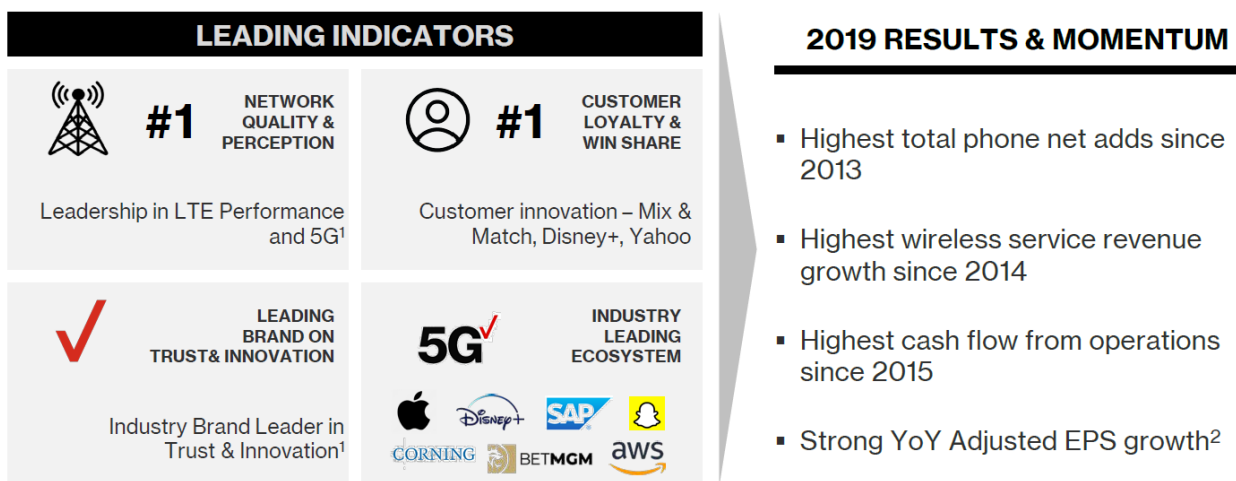 LEADING INDICATORS
#1
NETWORK
QUALITY &
PERCEPTION
Leadership in LTE Performance
and 5G¹
#1
CUSTOMER
LOYALTY &
WIN SHARE
Customer innovation – Mix &
Match, Disney+, Yahoo
LEADING
BRAND ON
TRUST& INNOVATION
Industry Brand Leader in
Trust & Innovation¹
5G
INDUSTRY
LEADING
ECOSYSTEM
Disney+
SAP
CORNING
BETMGM
aws
2019 RESULTS & MOMENTUM
▪ Highest total phone net adds since
2013
▪ Highest wireless service revenue
growth since 2014
▪ Highest cash flow from operations
since 2015
▪ Strong YoY Adjusted EPS growth²